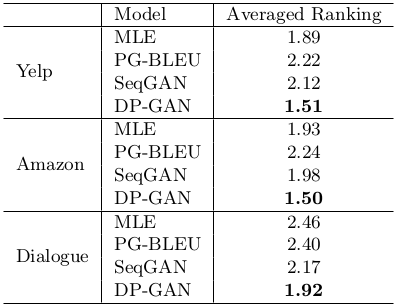 Model Averaged Ranking
Yelp
MLE 1.89
PG-BLEU 2.22
SeqGAN 2.12
DP-GAN 1.51
Amazon
MLE 1.93
PG-BLEU 2.24
SeqGAN 1.98
DP-GAN 1.50
Dialogue
MLE 2.46
PG-BLEU 2.40
SeqGAN 2.17
DP-GAN 1.92